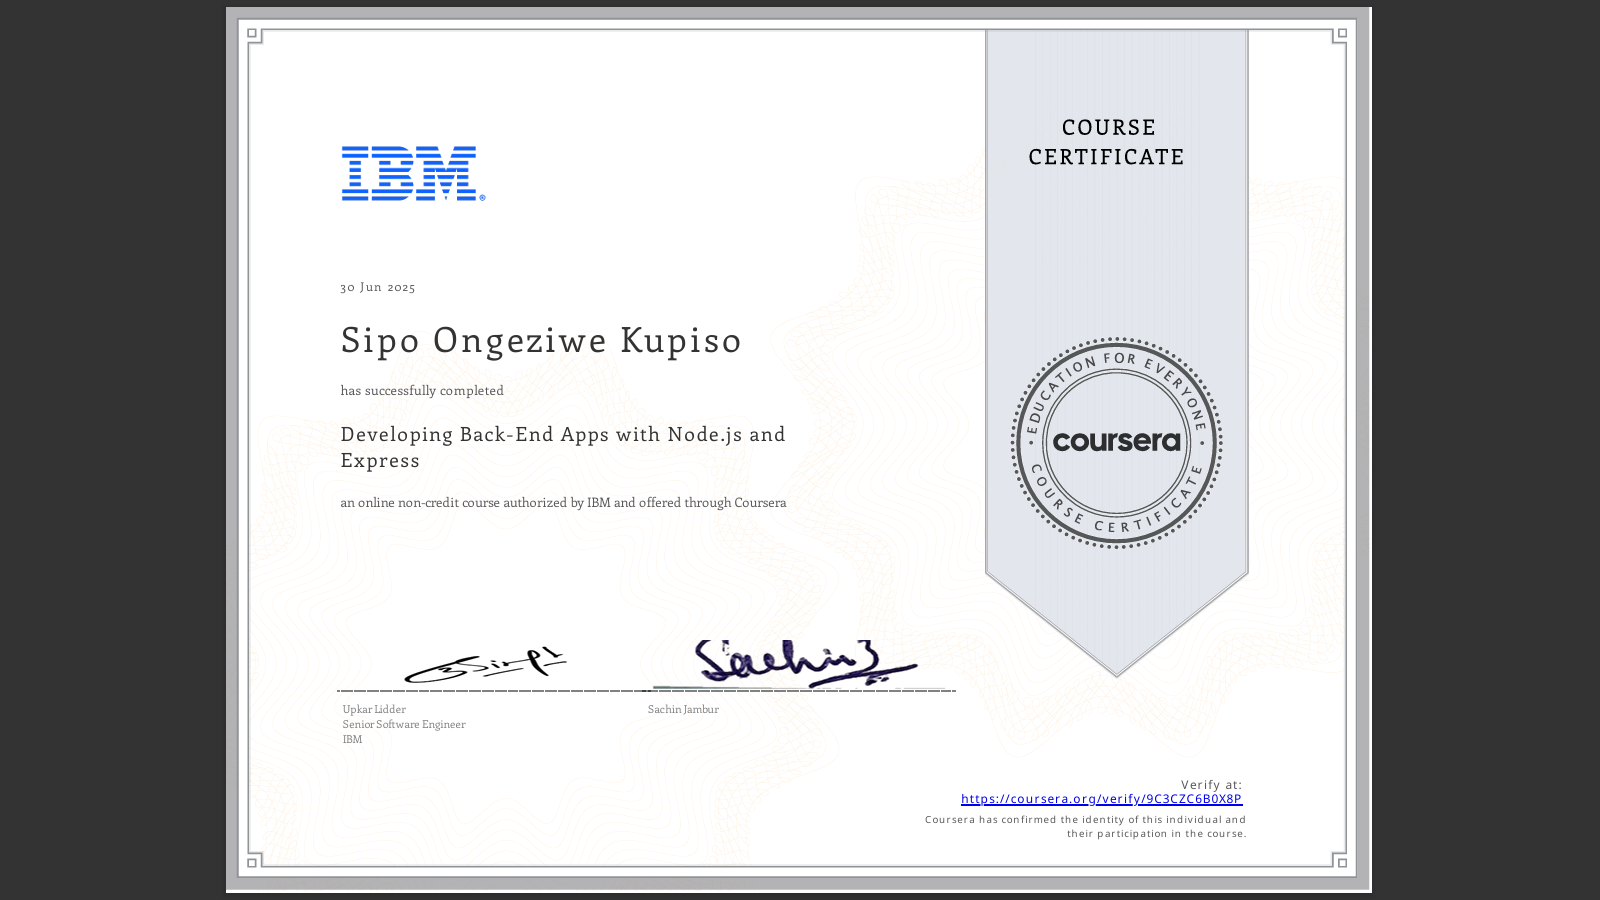 COURSE
CERTIFICATE
IBM®
30 Jun 2025
Sipo Ongeziwe Kupiso
has successfully completed
Developing Back-End Apps with Node.js and
Express
an online non-credit course authorized by IBM and offered through Coursera
EDUCATION FOR EVERYONE
coursera
COURSE CERTIFICATE
Sachin J
Upkar Lidder
Senior Software Engineer
IBM
Sachin Jambur
Verify at:
https://coursera.org/verify/9C3CZC6B0X8P
Coursera has confirmed the identity of this individual and
their participation in the course.